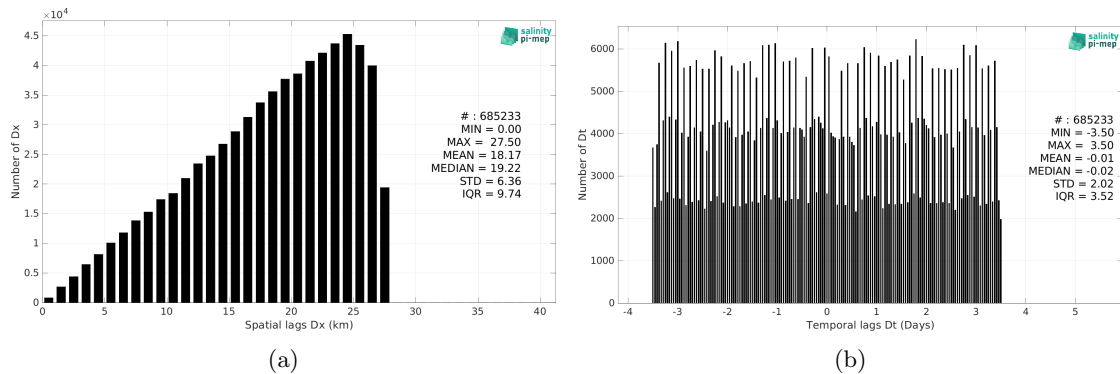 ×10⁴
4.5
4
3.5
3
2.5
2
1.5
1
0.5
0
Number of Dx
0 5 10 15 20 25 30 35 40
Spatial lags Dx (km)
salinity
pi-mep
# : 685233
MIN = 0.00
MAX = 27.50
MEAN = 18.17
MEDIAN = 19.22
STD = 6.36
IQR = 9.74
(a)
6000
5000
4000
3000
2000
1000
0
Number of Dt
-4 -3 -2 -1 0 1 2 3 4 5
Temporal lags Dt (Days)
salinity
pi-mep
# : 685233
MIN = -3.50
MAX 3.50
MEAN = -0.01
MEDIAN = -0.02
STD = 2.02
IQR = 3.52
(b)